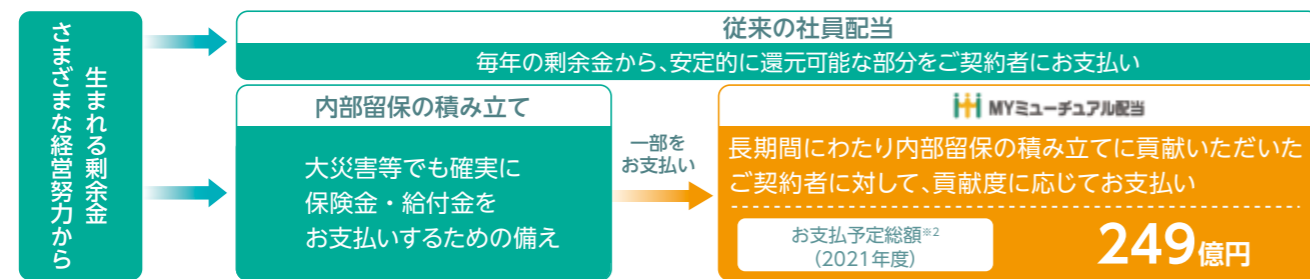 さまざまな経営努力から
生まれる剰余金
従来の社員配当
毎年の剰余金から、安定的に還元可能な部分をご契約者にお支払い
内部留保の積み立て
大災害等でも確実に
保険金・給付金を
お支払いするための備え
一部を
お支払い
MYミューチュアル配当
長期間にわたり内部留保の積み立てに貢献いただいた
ご契約者に対して、貢献度に応じてお支払い
お支払予定総額※2
（2021年度）
249億円